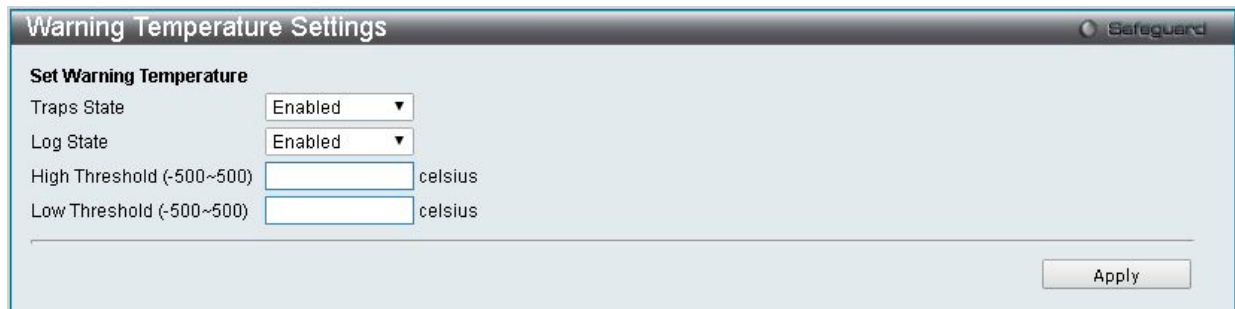 Warning Temperature Settings
Safeguard
Set Warning Temperature
Traps State Enabled
Log State Enabled
High Threshold (-500~500) celsius
Low Threshold (-500~500) celsius
Apply